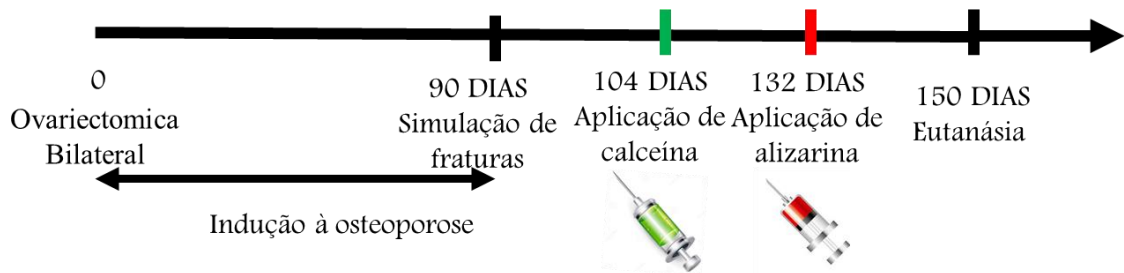 0
Ovariectomica
Bilateral
90 DIAS
Simulação de
fraturas
104 DIAS
Aplicação de
calceína
132 DIAS
Aplicação de
alizarina
150 DIAS
Eutanásia
Indução à osteoporose